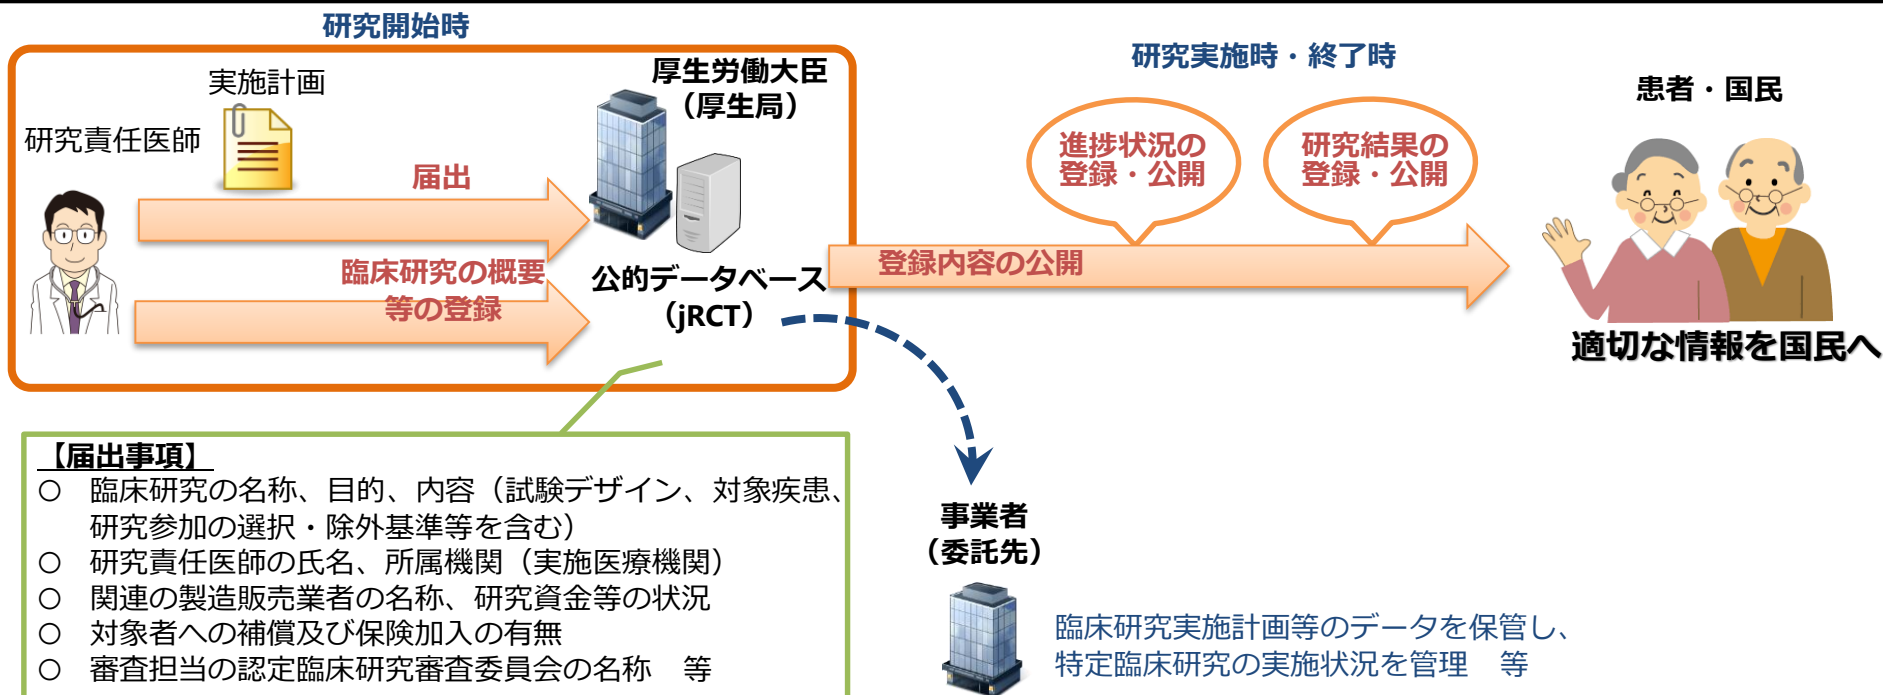 研究開始時
実施計画
研究責任医師
届出
臨床研究の概要
等の登録
厚生労働大臣
（厚生局）
公的データベース
（jRCT）
研究実施時・終了時
進捗状況の
登録・公開
研究結果の
登録・公開
登録内容の公開
患者・国民
適切な情報を国民へ
【届出事項】
○ 臨床研究の名称、目的、内容（試験デザイン、対象疾患、
研究参加の選択・除外基準等を含む）
○ 研究責任医師の氏名、所属機関（実施医療機関）
○ 関連の製造販売業者の名称、研究資金等の状況
○ 対象者への補償及び保険加入の有無
○ 審査担当の認定臨床研究審査委員会の名称　等
事業者
（委託先）
臨床研究実施計画等のデータを保管し、
特定臨床研究の実施状況を管理　等